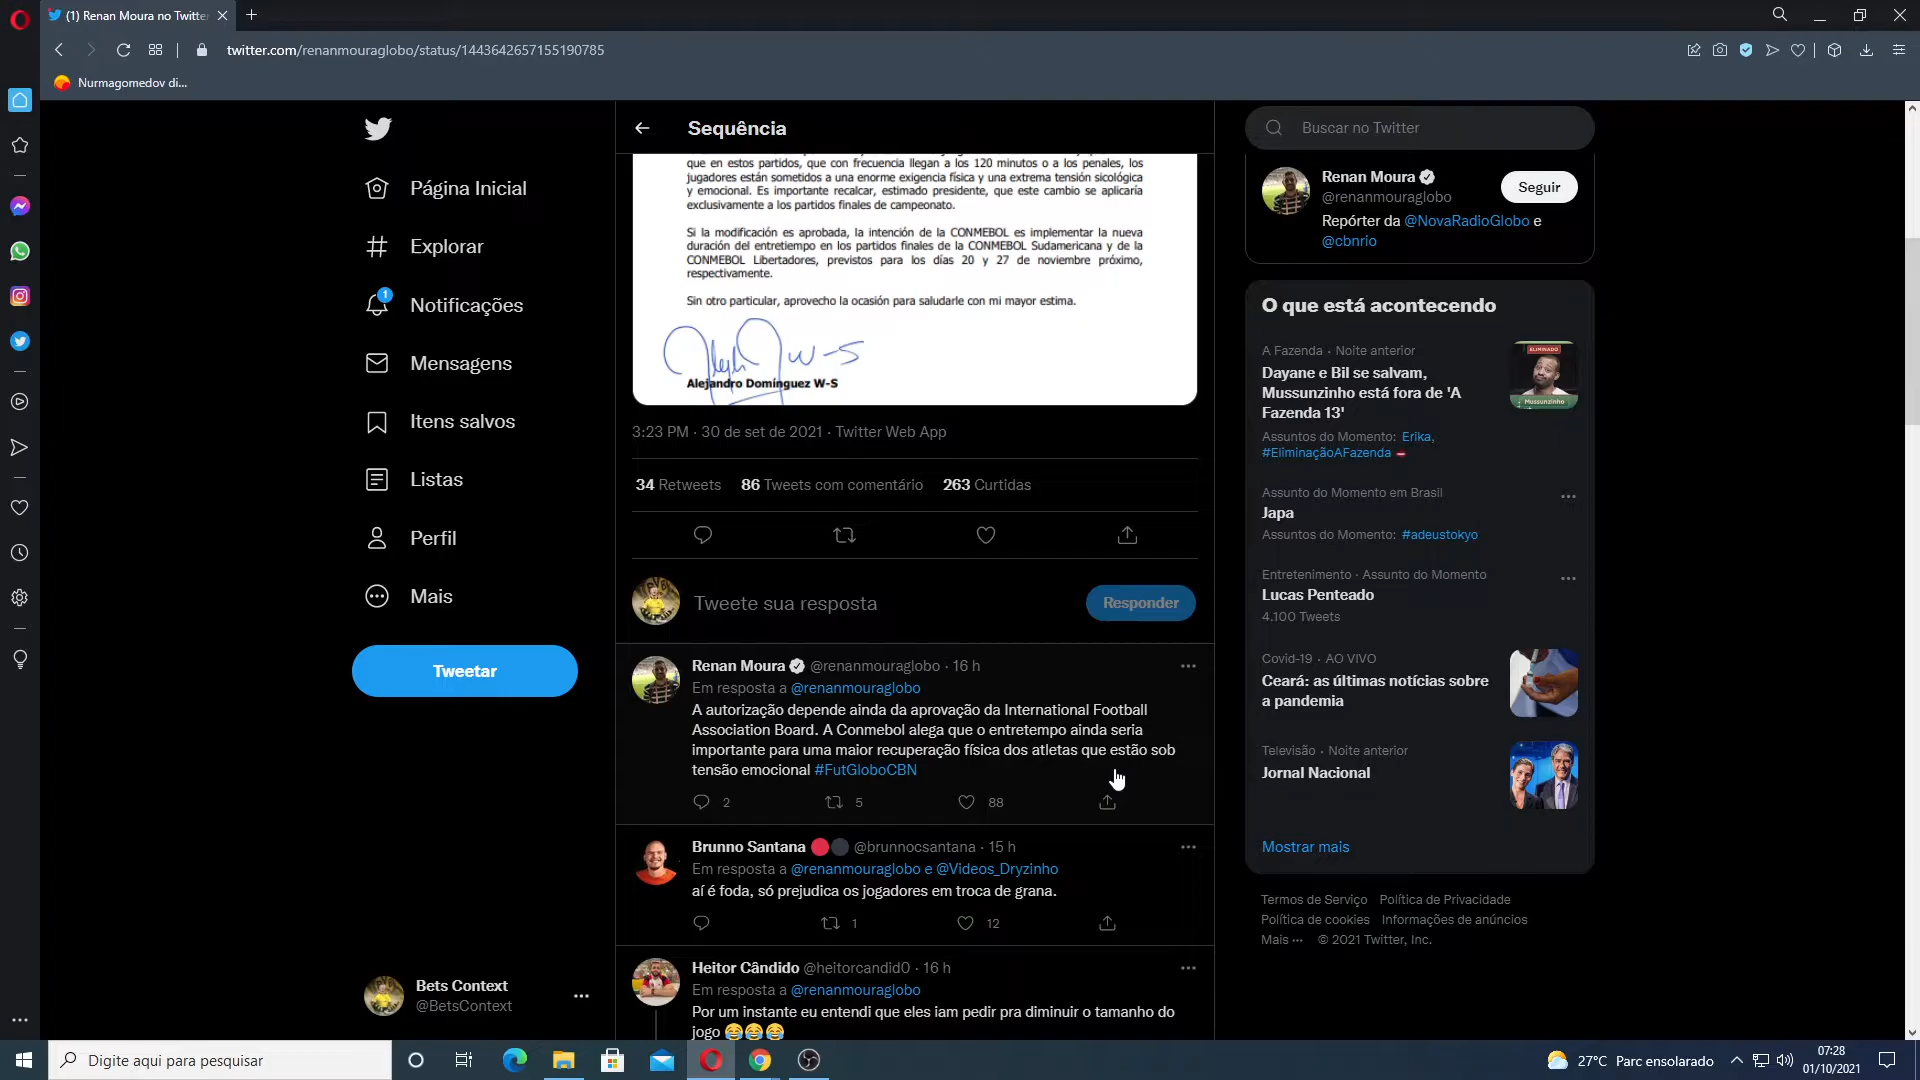 (1) Renan Moura no Twitte
twitter.com/renanmouraglobo/status/1443642657155190785
Nurmagomedov di...
Página Inicial
Explorar
1
Notificações
Mensagens
Itens salvos
Listas
Perfil
Mais
Tweetar
Bets Context
@BetsContext
Sequência
que en estos partidos, que con frecuencia llegan a los 120 minutos o a los penales, los
jugadores están sometidos a una enorme exigencia física y una extrema tensión sicológica
y emocional. Es importante recalcar, estimado presidente, que este cambio se aplicaría
exclusivamente a los partidos finales de campeonato.
Si la modificación es aprobada, la intención de la CONMEBOL es implementar la nueva
duración del entretiempo en los partidos finales de la CONMEBOL Sudamericana y de la
CONMEBOL Libertadores, previstos para los días 20 y 27 de noviembre próximo,
respectivamente.
Sin otro particular, aprovecho la ocasión para saludarle con mi mayor estima.
Alejandro Domínguez W-S
3:23 PM · 30 de set de 2021 · Twitter Web App
34 Retweets 86 Tweets com comentário 263 Curtidas
Tweete sua resposta
Responder
Renan Moura @renanmouraglobo · 16 h
Em resposta a @renanmouraglobo
A autorização depende ainda da aprovação da International Football
Association Board. A Conmebol alega que o entretempo ainda seria
importante para uma maior recuperação física dos atletas que estão sob
tensão emocional #FutGloboCBN
2 5 88
Brunno Santana 🔴⚫ @brunnocsantana · 15 h
Em resposta a @renanmouraglobo e @Videos_Dryzinho
aí é foda, só prejudica os jogadores em troca de grana.
1 12
Heitor Cândido @heitorcandid0 · 16 h
Em resposta a @renanmouraglobo
Por um instante eu entendi que eles iam pedir pra diminuir o tamanho do
jogo 😂😂😂
Buscar no Twitter
Renan Moura
@renanmouraglobo
Seguir
Repórter da @NovaRadioGlobo e
@cbnrio
O que está acontecendo
A Fazenda · Noite anterior
Dayane e Bil se salvam,
Mussunzinho está fora de 'A
Fazenda 13'
Assuntos do Momento: Erika,
#EliminaçãoAFazenda
ELIMINADO
Mussunzinho
Assunto do Momento em Brasil
Japa
Assuntos do Momento: #adeustokyo
Entretenimento · Assunto do Momento
Lucas Penteado
4.100 Tweets
Covid-19 · AO VIVO
Ceará: as últimas notícias sobre
a pandemia
Televisão · Noite anterior
Jornal Nacional
Mostrar mais
Termos de Serviço Política de Privacidade
Política de cookies Informações de anúncios
Mais ··· © 2021 Twitter, Inc.
Digite aqui para pesquisar
27°C Parc ensolarado
07:28
01/10/2021